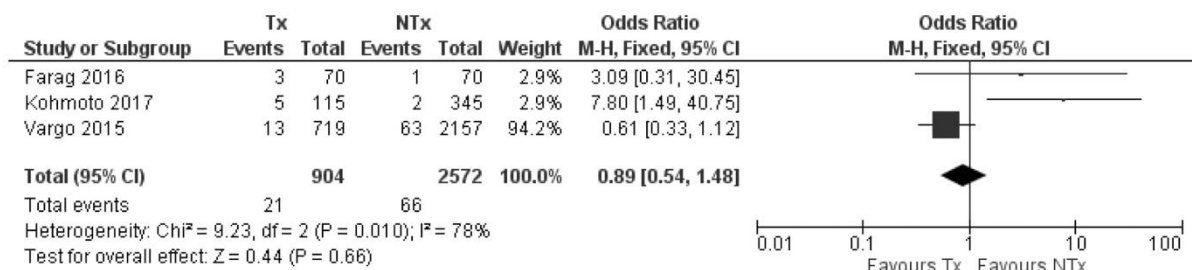 Tx NTx Odds Ratio Odds Ratio
Study or Subgroup Events Total Events Total Weight M-H, Fixed, 95% CI M-H, Fixed, 95% CI
Farag 2016 3 70 1 70 2.9% 3.09 [0.31, 30.45]
Kohmoto 2017 5 115 2 345 2.9% 7.80 [1.49, 40.75]
Vargo 2015 13 719 63 2157 94.2% 0.61 [0.33, 1.12]
Total (95% CI) 904 2572 100.0% 0.89 [0.54, 1.48]
Total events 21 66
Heterogeneity: Chi² = 9.23, df = 2 (P = 0.010); I² = 78%
Test for overall effect: Z = 0.44 (P = 0.66)
0.01 0.1 1 10 100
Favours Tx Favours NTx